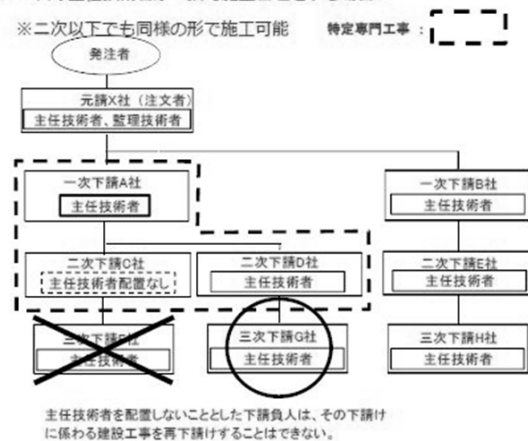 ※二次以下でも同様の形で施工可能
特定専門工事 :
発注者
元請X社 (注文者)
主任技術者、監理技術者
一次下請A社
主任技術者
一次下請B社
主任技術者
二次下請C社
主任技術者配置なし
二次下請D社
主任技術者
二次下請E社
主任技術者
三次下請F社
主任技術者
三次下請G社
主任技術者
三次下請H社
主任技術者
主任技術者を配置しないこととした下請負人は、その下請け
に係わる建設工事を再下請けすることはできない。